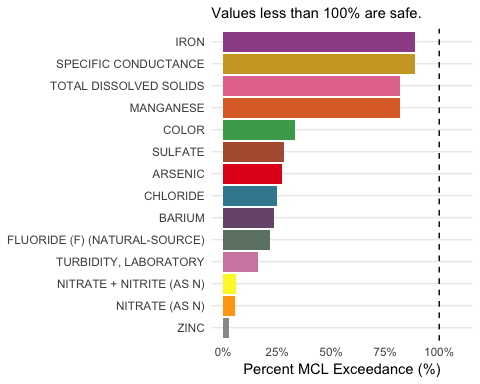 Values less than 100% are safe.
IRON
SPECIFIC CONDUCTANCE
TOTAL DISSOLVED SOLIDS
MANGANESE
COLOR
SULFATE
ARSENIC
CHLORIDE
BARIUM
FLUORIDE (F) (NATURAL-SOURCE)
TURBIDITY, LABORATORY
NITRATE + NITRITE (AS N)
NITRATE (AS N)
ZINC
0% 25% 50% 75% 100%
Percent MCL Exceedance (%)